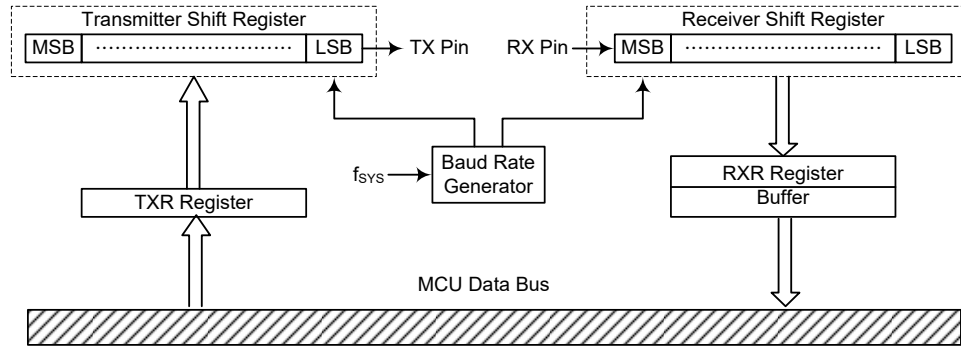 Transmitter Shift Register
Receiver Shift Register
MSB ································ LSB TX Pin RX Pin MSB ································ LSB
f_SYS
Baud Rate
Generator
TXR Register
RXR Register
Buffer
MCU Data Bus